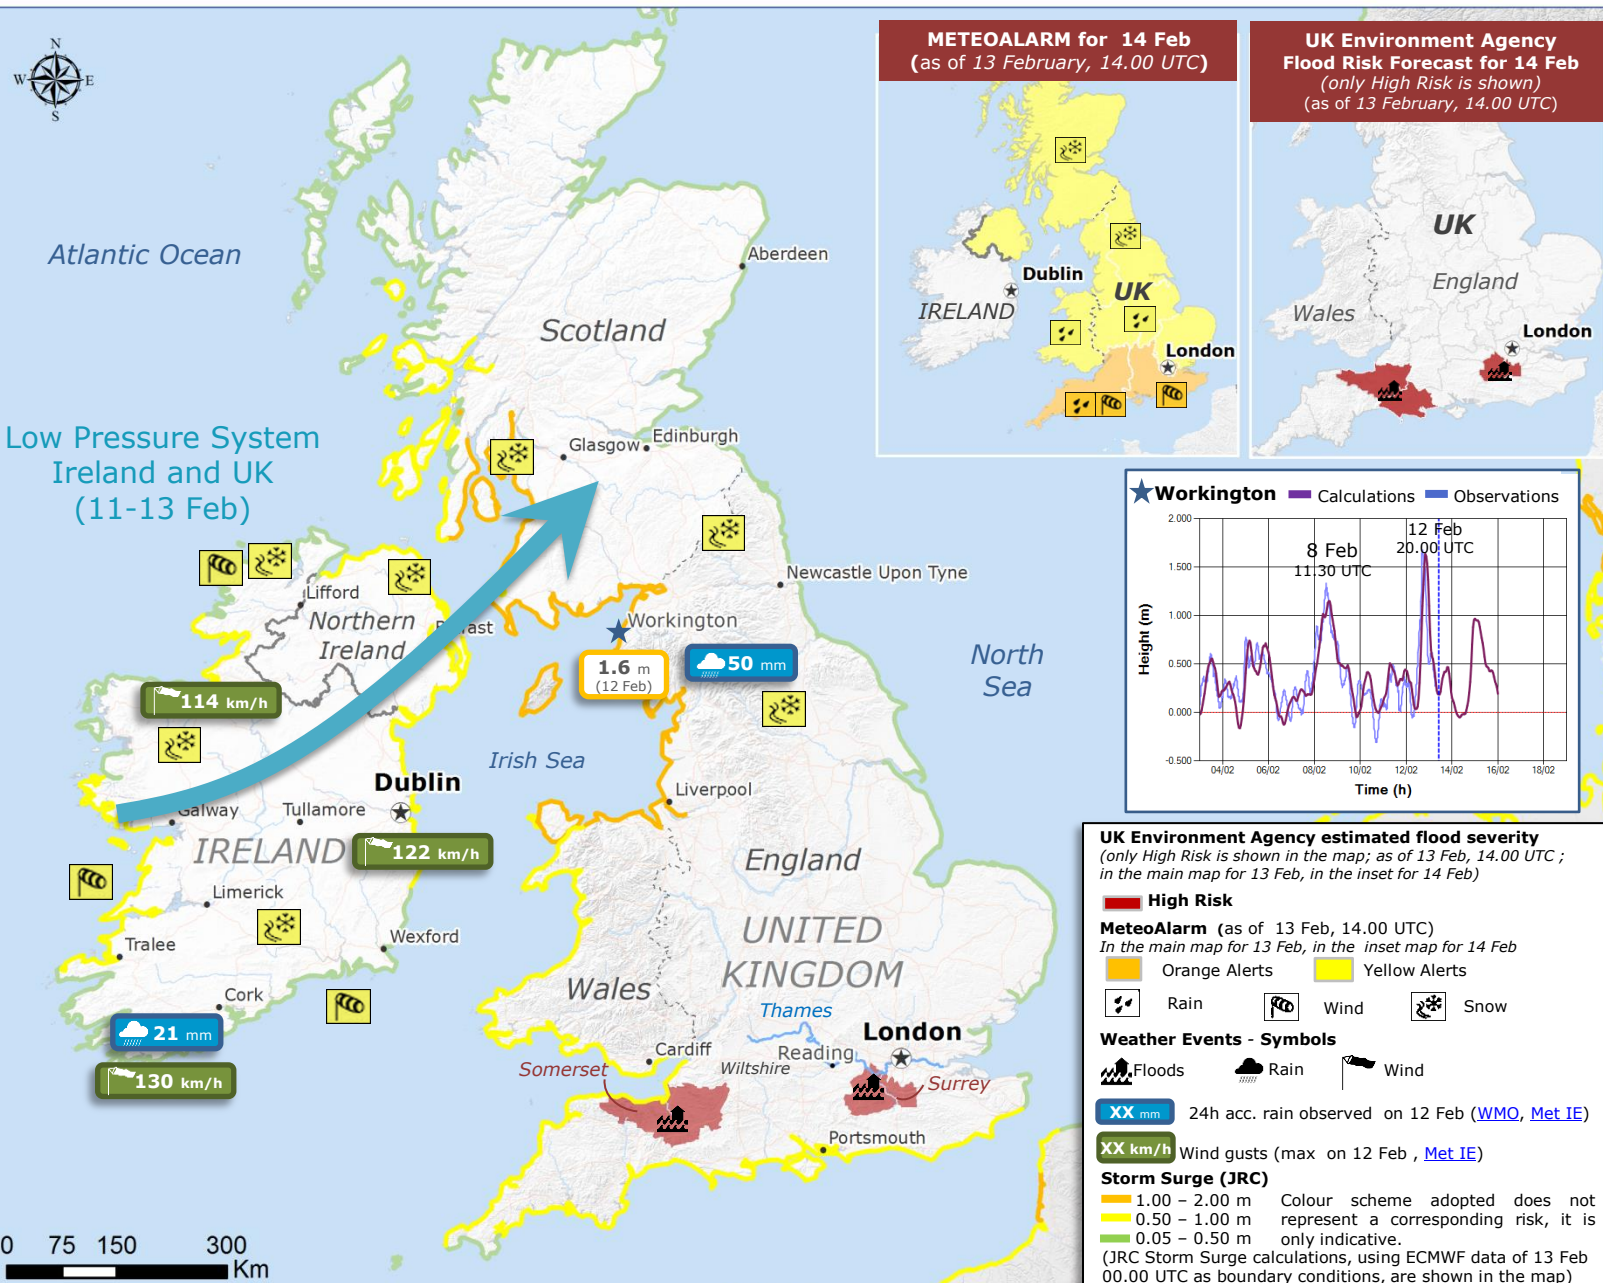 N
W
E
S
METEOALARM for 14 Feb
(as of 13 February, 14.00 UTC)
UK Environment Agency
Flood Risk Forecast for 14 Feb
(only High Risk is shown)
(as of 13 February, 14.00 UTC)
Dublin
IRELAND
UK
London
UK
England
Wales
London
Atlantic Ocean
Aberdeen
Scotland
Low Pressure System
Ireland and UK
(11-13 Feb)
Glasgow
Edinburgh
Newcastle Upon Tyne
Lifford
Northern
Ireland
Workington
1.6 m
(12 Feb)
50 mm
North
Sea
114 km/h
Irish Sea
Dublin
Galway
Tullamore
Liverpool
IRELAND
122 km/h
England
Limerick
Wexford
Tralee
UNITED
KINGDOM
Wales
Cork
Thames
21 mm
London
Cardiff
Reading
130 km/h
Somerset
Wiltshire
Surrey
Portsmouth
0 75 150 300
Km
Workington Calculations Observations
2.000
1.500
1.000
0.500
0.000
-0.500
Height (m)
8 Feb
11.30 UTC
12 Feb
20.00 UTC
04/02 06/02 08/02 10/02 12/02 14/02 16/02 18/02
Time (h)
UK Environment Agency estimated flood severity
(only High Risk is shown in the map; as of 13 Feb, 14.00 UTC ;
in the main map for 13 Feb, in the inset for 14 Feb)
High Risk
MeteoAlarm (as of 13 Feb, 14.00 UTC)
In the main map for 13 Feb, in the inset map for 14 Feb
Orange Alerts Yellow Alerts
Rain Wind Snow
Weather Events - Symbols
Floods Rain Wind
XX mm 24h acc. rain observed on 12 Feb (WMO, Met IE)
XX km/h Wind gusts (max on 12 Feb , Met IE)
Storm Surge (JRC)
1.00 – 2.00 m Colour scheme adopted does not
0.50 – 1.00 m represent a corresponding risk, it is
0.05 – 0.50 m only indicative.
(JRC Storm Surge calculations, using ECMWF data of 13 Feb
00.00 UTC as boundary conditions, are shown in the map)